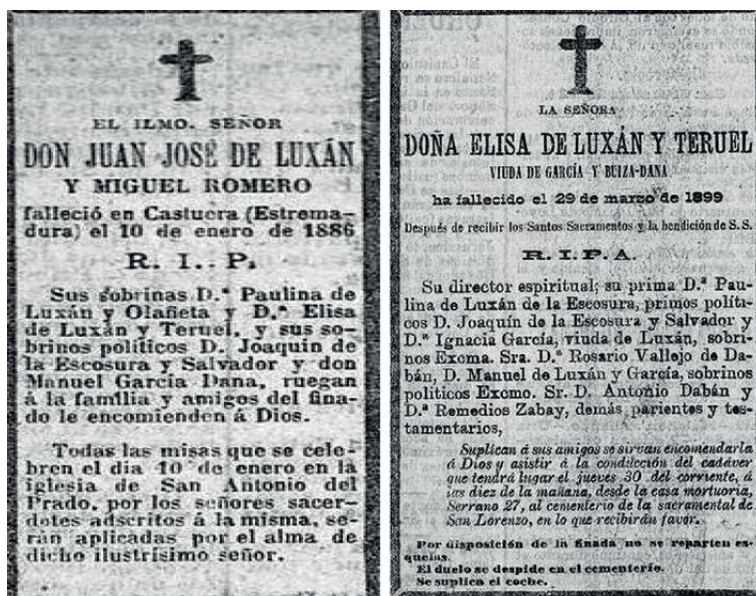 EL ILMO. SEÑOR
DON JUAN JOSÉ DE LUXÁN
Y MIGUEL ROMERO
falleció en Castuera (Estrema-
dura) el 10 de enero de 1886
R. I. P.
Sus sobrinas D.ª Paulina de
Luxán y Olañeta y D.ª Elisa
de Luxán y Teruel, y sus so-
brinos políticos D. Joaquín de
la Escosura y Salvador y don
Manuel García Dana, ruegan
á la familia y amigos del fina-
do le encomienden á Dios.
Todas las misas que se cele-
bren el dia 10 de enero en la
iglesia de San Antonio del
Prado, por los señores sacer-
dotes adscritos á la misma, se-
rán aplicadas por el alma de
dicho ilustrísimo señor.
LA SEÑORA
DOÑA ELISA DE LUXÁN Y TERUEL
VIUDA DE GARCÍA Y BUIZA-DANA
ha fallecido el 29 de marzo de 1899
Después de recibir los Santos Sacramentos y la bendición de S. S.
R. I. P. A.
Su director espiritual; su prima D.ª Pau-
lina de Luxán de la Escosura, primos políti-
cos D. Joaquín de la Escosura y Salvador y
D.ª Ignacia García, viuda de Luxán, sobri-
nos Exoma. Sra. D.ª Rosario Vallejo de Da-
bán, D. Manuel de Luxán y García, sobrinos
políticos Exomo. Sr. D. Antonio Dabán y
D.ª Remedios Zabay, demás parientes y tes-
tamentarios,
Suplican á sus amigos se sirvan encomendarla
á Dios y asistir á la conducción del cadáver
que tendrá lugar el jueves 30 del corriente, á
las diez de la mañana, desde la casa mortuoria,
Serrano 27, al cementerio de la sacramental de
San Lorenzo, en lo que recibirán favor.
Por disposición de la finada no se reparten es-
quelas.
El duelo se despide en el cementerio.
Se suplica el coche.